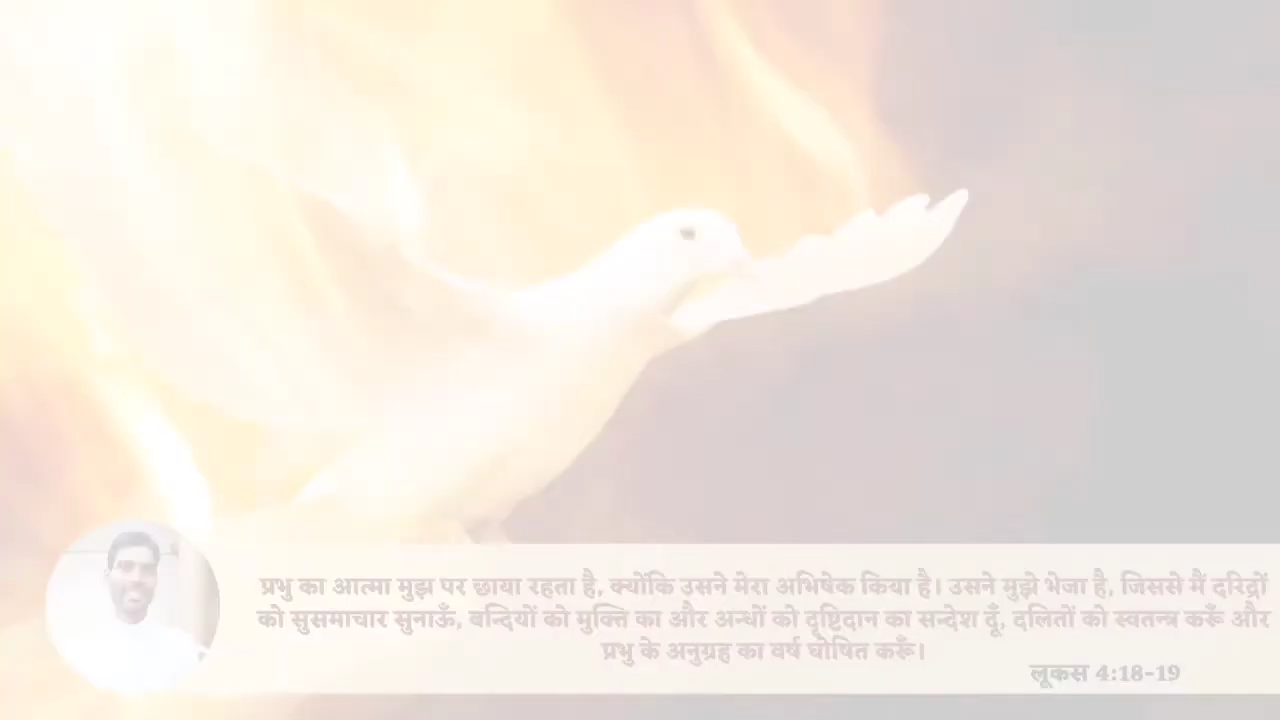 प्रभु का आत्मा मुझ पर छाया रहता है, क्योंकि उसने मेरा अभिषेक किया है। उसने मुझे भेजा है, जिससे मैं दरिद्रों
को सुसमाचार सुनाऊँ, बन्दियों को मुक्ति का और अन्धों को दृष्टिदान का सन्देश दूँ, दलितों को स्वतन्त्र करूँ और
प्रभु के अनुग्रह का वर्ष घोषित करूँ।
लूकस 4:18-19